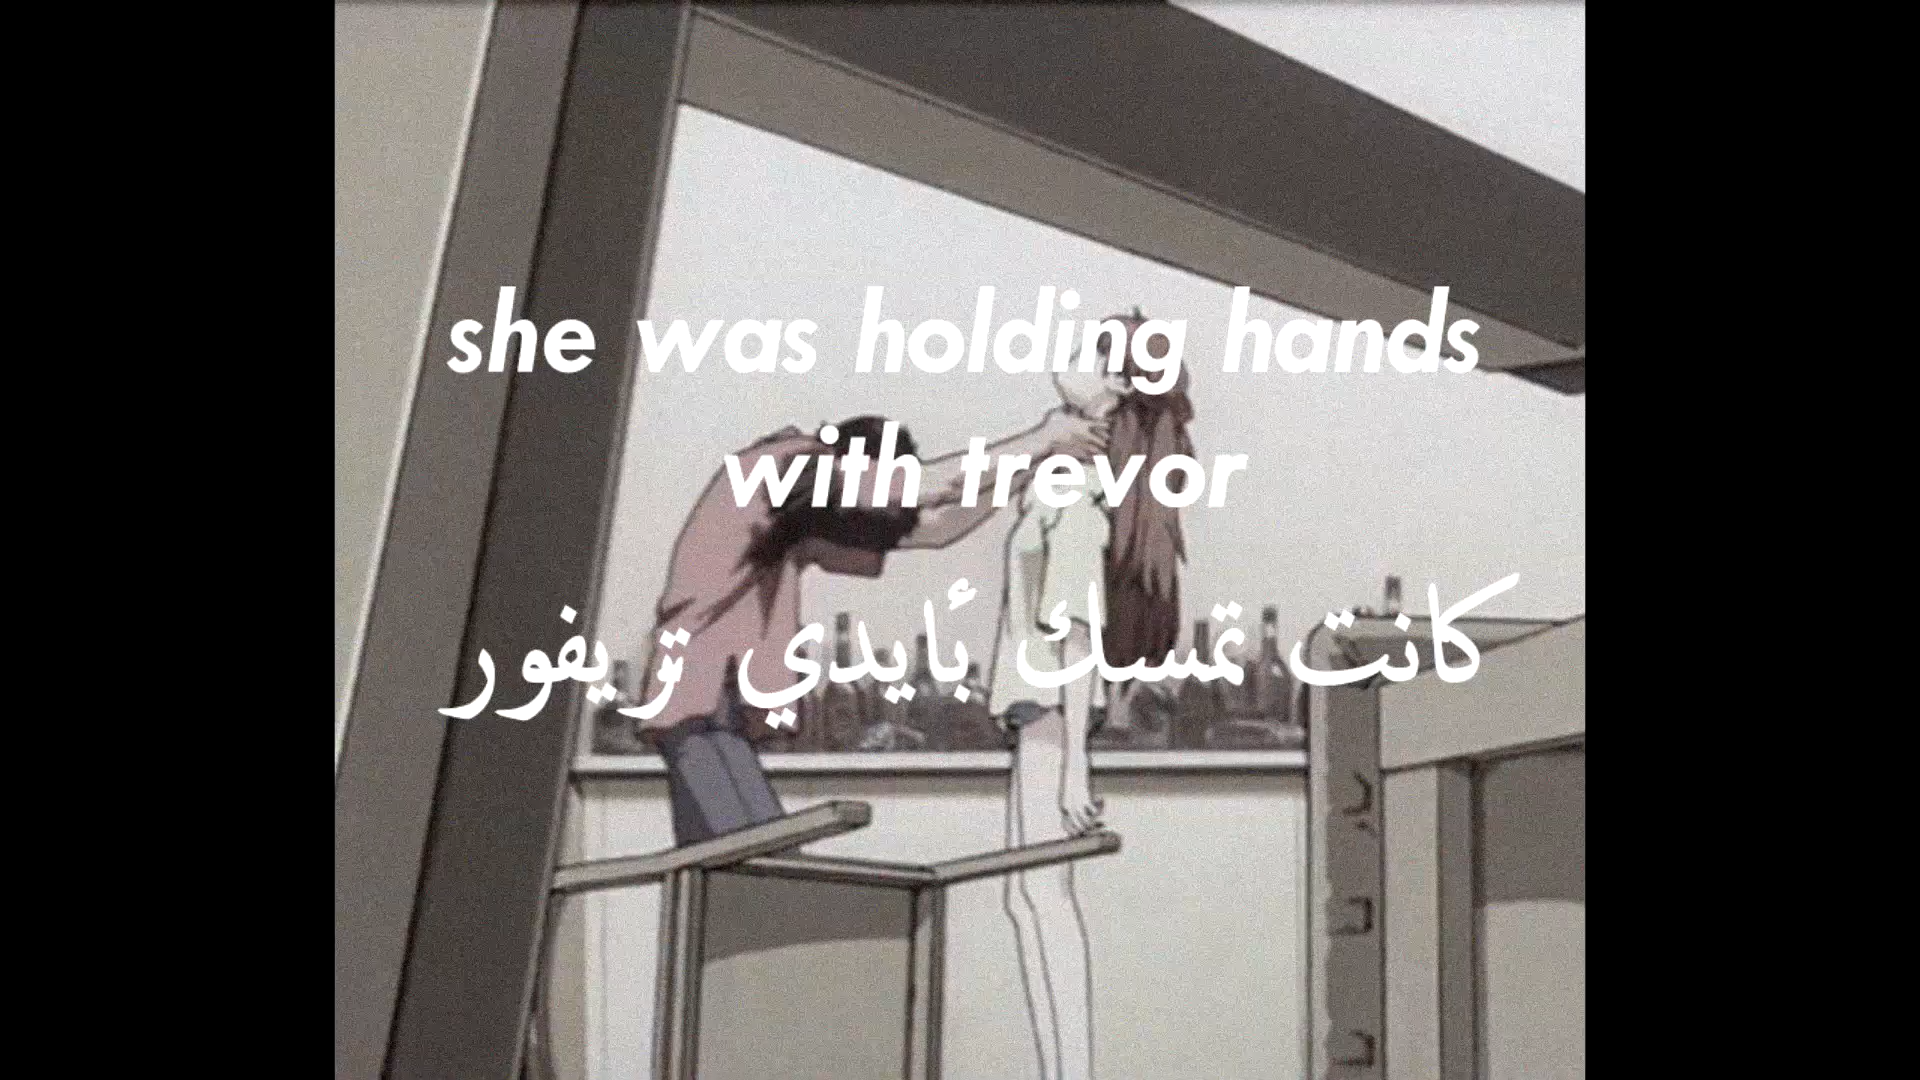 she was holding hands
with trevor
كانت تمسك بأيدي تريفور